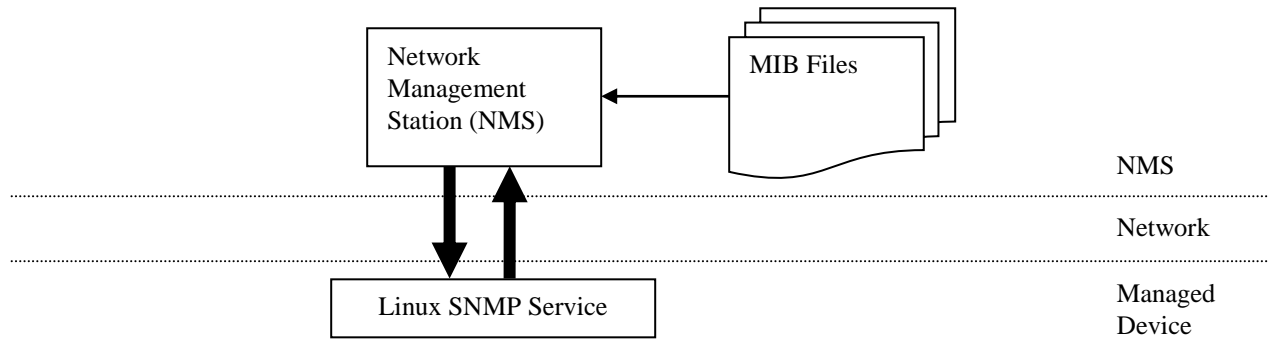 Network
Management
Station (NMS)
MIB Files
NMS
Network
Linux SNMP Service
Managed
Device